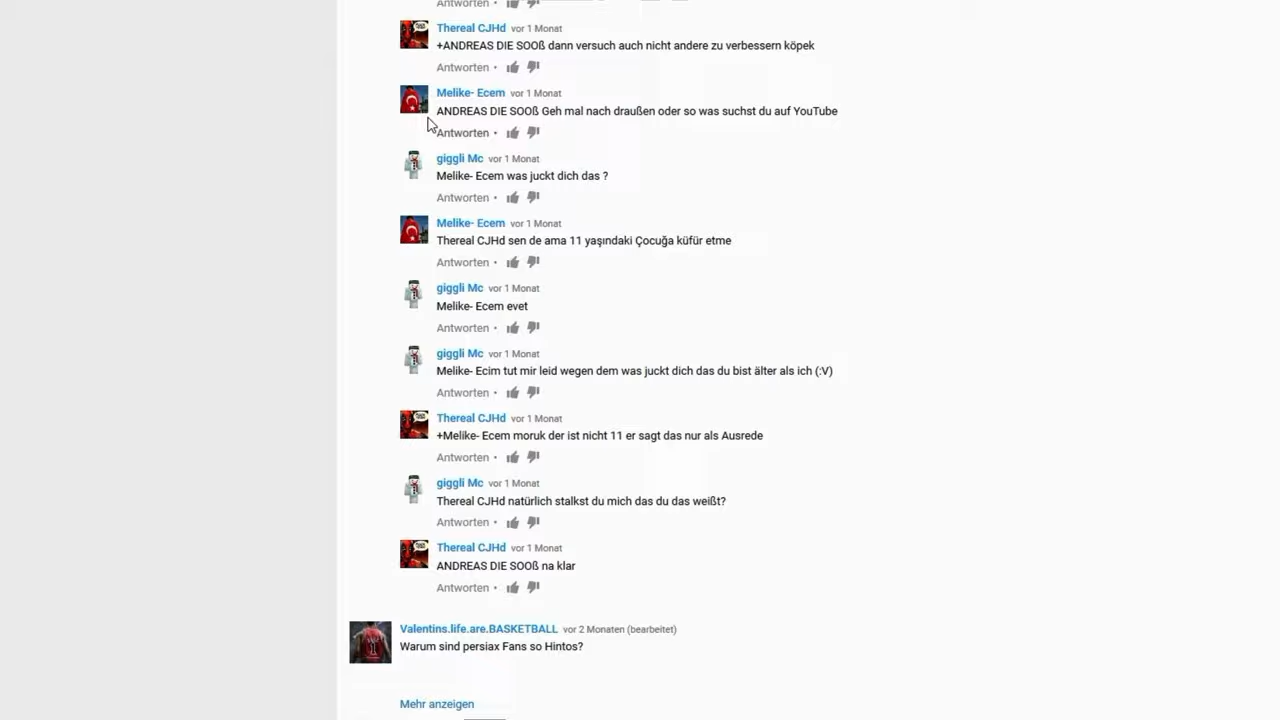 Antworten •
Thereal CJHd vor 1 Monat
+ANDREAS DIE SOOß dann versuch auch nicht andere zu verbessern köpek
Antworten •
Melike- Ecem vor 1 Monat
ANDREAS DIE SOOß Geh mal nach draußen oder so was suchst du auf YouTube
Antworten •
giggli Mc vor 1 Monat
Melike- Ecem was juckt dich das ?
Antworten •
Melike- Ecem vor 1 Monat
Thereal CJHd sen de ama 11 yaşındaki Çocuğa küfür etme
Antworten •
giggli Mc vor 1 Monat
Melike- Ecem evet
Antworten •
giggli Mc vor 1 Monat
Melike- Ecim tut mir leid wegen dem was juckt dich das du bist älter als ich (:V)
Antworten •
Thereal CJHd vor 1 Monat
+Melike- Ecem moruk der ist nicht 11 er sagt das nur als Ausrede
Antworten •
giggli Mc vor 1 Monat
Thereal CJHd natürlich stalkst du mich das du das weißt?
Antworten •
Thereal CJHd vor 1 Monat
ANDREAS DIE SOOß na klar
Antworten •
Valentins.life.are.BASKETBALL vor 2 Monaten (bearbeitet)
Warum sind persiax Fans so Hintos?
Mehr anzeigen